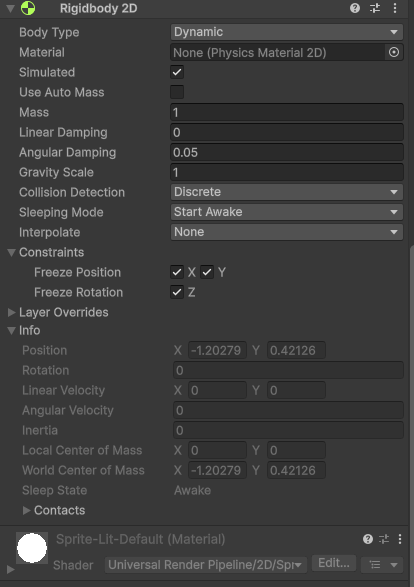 Rigidbody 2D
Body Type Dynamic
Material None (Physics Material 2D)
Simulated
Use Auto Mass
Mass 1
Linear Damping 0
Angular Damping 0.05
Gravity Scale 1
Collision Detection Discrete
Sleeping Mode Start Awake
Interpolate None
Constraints
Freeze Position X Y
Freeze Rotation Z
Layer Overrides
Info
Position X -1.20279 Y 0.42126
Rotation 0
Linear Velocity X 0 Y 0
Angular Velocity 0
Inertia 0
Local Center of Mass X 0 Y 0
World Center of Mass X -1.20279 Y 0.42126
Sleep State Awake
Contacts
Sprite-Lit-Default (Material)
Shader Universal Render Pipeline/2D/Spr Edit...